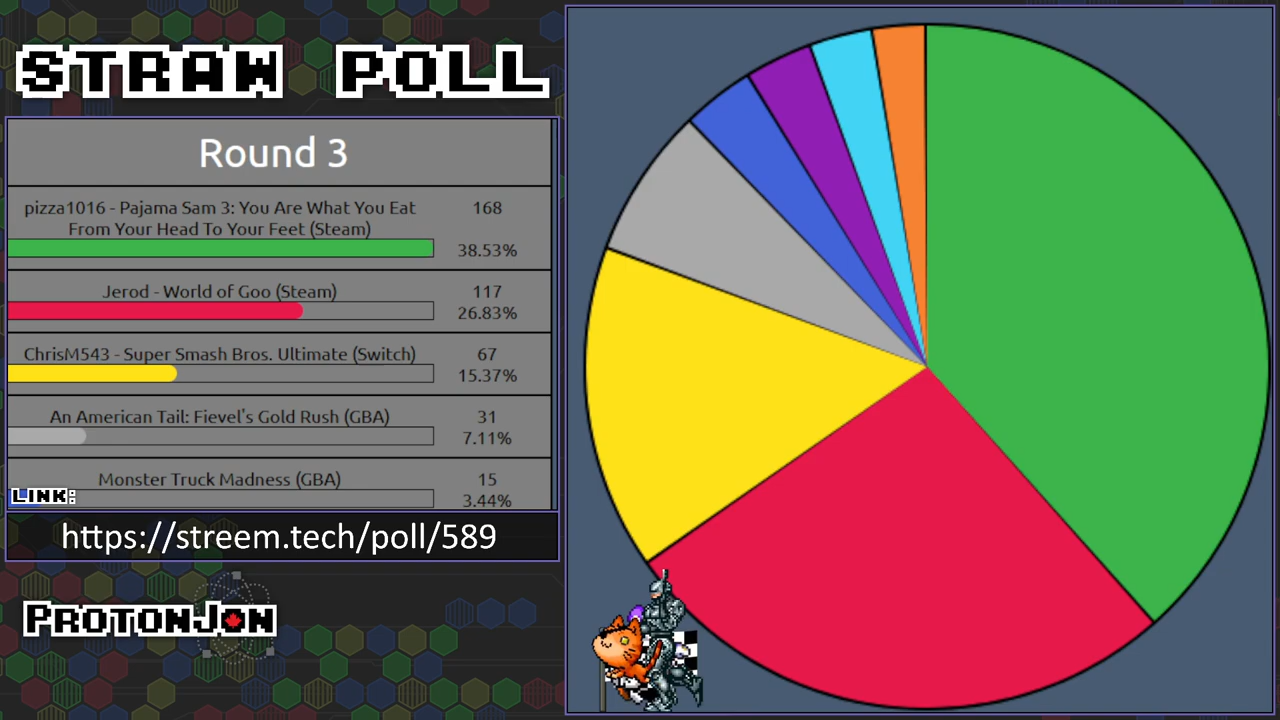 STRAW POLL
Round 3
pizza1016 - Pajama Sam 3: You Are What You Eat
From Your Head To Your Feet (Steam)
168
38.53%
Jerod - World of Goo (Steam)
117
26.83%
ChrisM543 - Super Smash Bros. Ultimate (Switch)
67
15.37%
An American Tail: Fievel's Gold Rush (GBA)
31
7.11%
Monster Truck Madness (GBA)
15
3.44%
LINK:
https://streem.tech/poll/589
PROTONJON